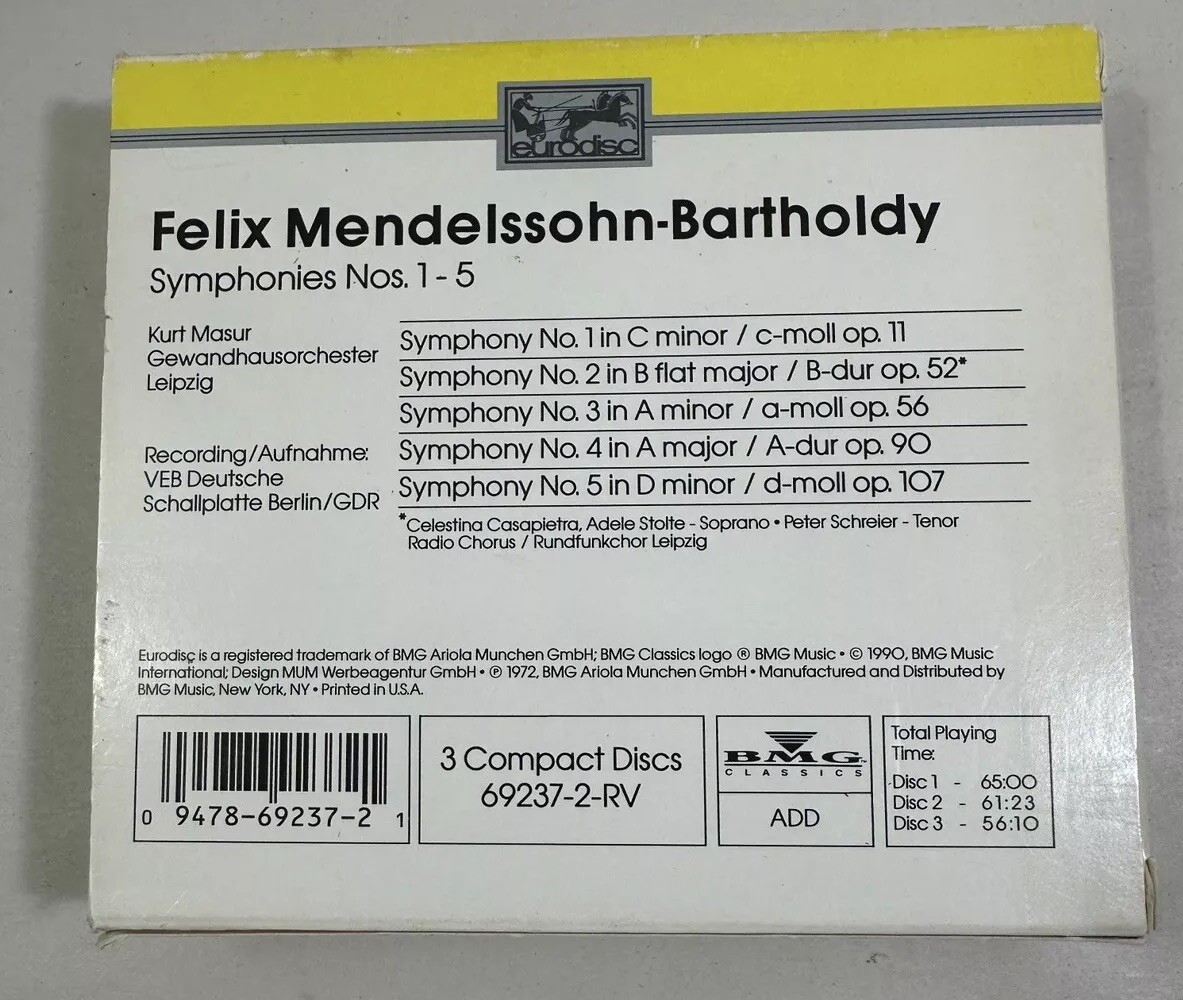 eurodisc
Felix Mendelssohn-Bartholdy
Symphonies Nos. 1 - 5
Kurt Masur
Gewandhausorchester
Leipzig
Recording/Aufnahme:
VEB Deutsche
Schallplatte Berlin/GDR
Symphony No. 1 in C minor / c-moll op. 11
Symphony No. 2 in B flat major / B-dur op. 52*
Symphony No. 3 in A minor / a-moll op. 56
Symphony No. 4 in A major / A-dur op. 90
Symphony No. 5 in D minor / d-moll op. 107
*Celestina Casapietra, Adele Stolte - Soprano • Peter Schreier - Tenor
Radio Chorus / Rundfunkchor Leipzig
Eurodisc is a registered trademark of BMG Ariola Munchen GmbH; BMG Classics logo ® BMG Music • © 1990, BMG Music
International; Design MUM Werbeagentur GmbH • ℗ 1972, BMG Ariola Munchen GmbH • Manufactured and Distributed by
BMG Music, New York, NY • Printed in U.S.A.
0 9478-69237-2 1
3 Compact Discs
69237-2-RV
BMG™
CLASSICS
ADD
Total Playing
Time:
Disc 1 - 65:00
Disc 2 - 61:23
Disc 3 - 56:10